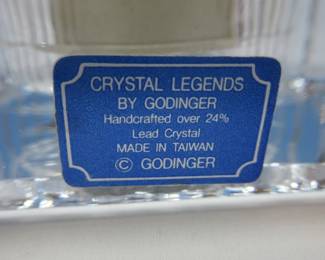 CRYSTAL LEGENDS
BY GODINGER
Handcrafted over 24%
Lead Crystal
MADE IN TAIWAN
© GODINGER